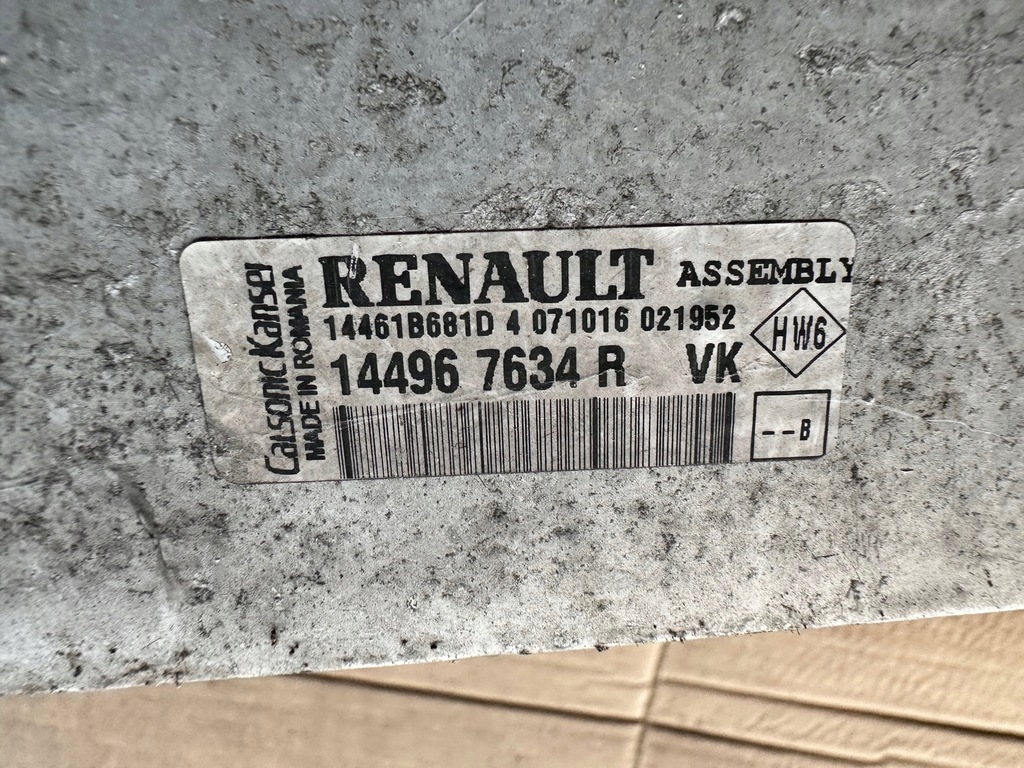 RENAULT ASSEMBLY
14461B681D 4 071016 021952
HW6
14496 7634 R VK
--B
Calsonic Kansei
MADE IN ROMANIA